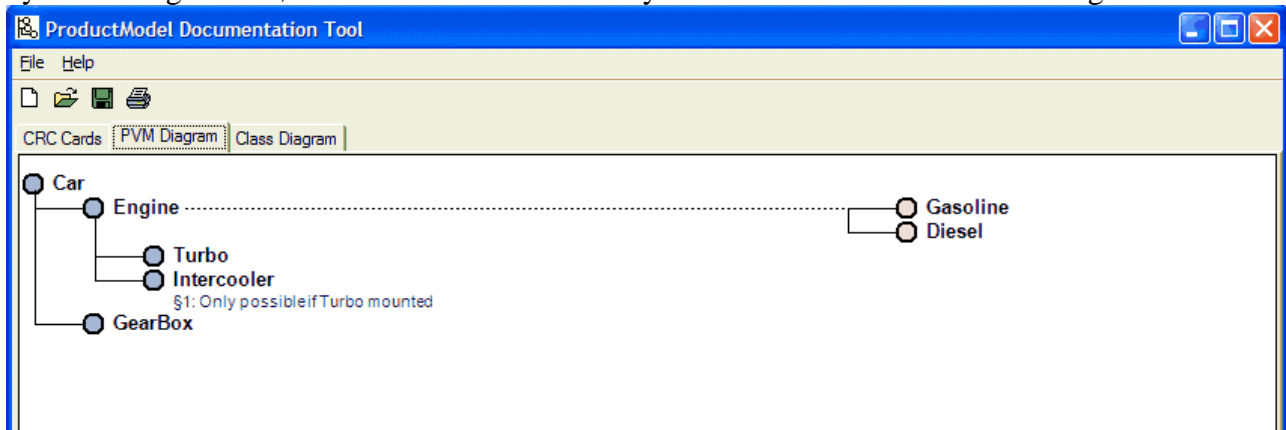 ProductModel Documentation Tool
File Help
CRC Cards PVM Diagram Class Diagram
Car
Engine Gasoline
Diesel
Turbo
Intercooler
§1: Only possible if Turbo mounted
GearBox